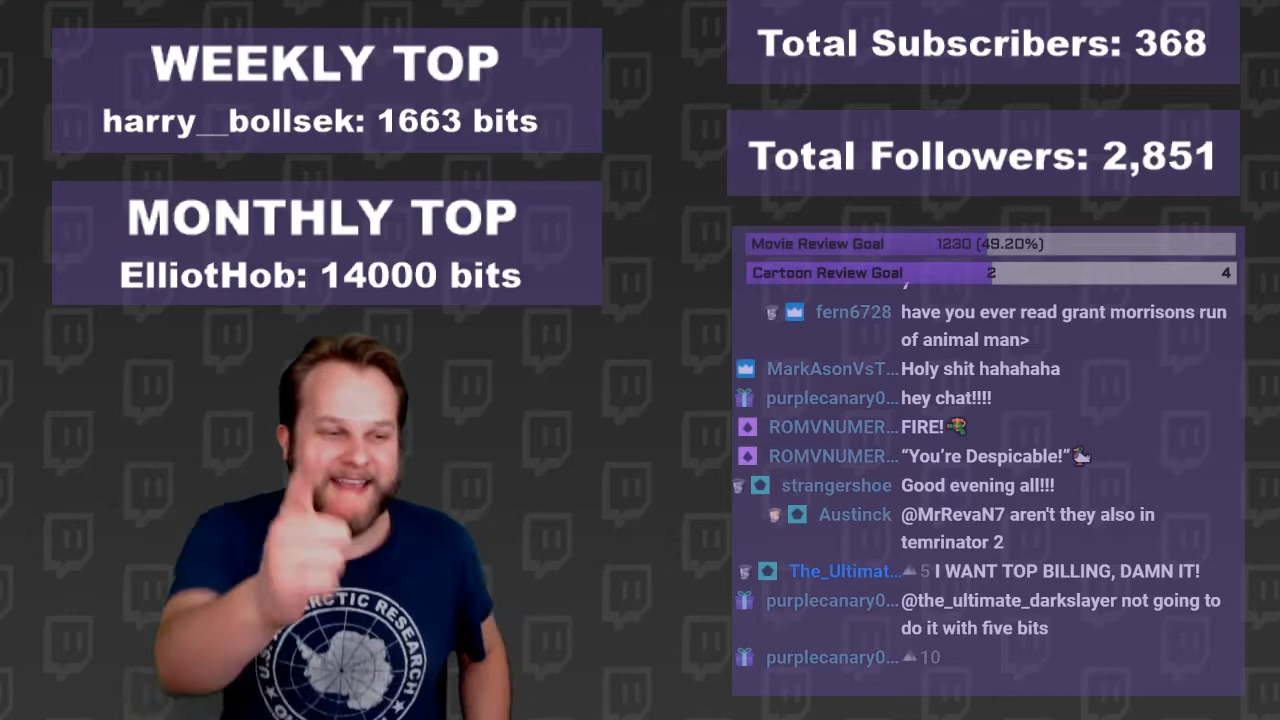 WEEKLY TOP
harry__bollsek: 1663 bits
MONTHLY TOP
ElliotHob: 14000 bits
Total Subscribers: 368
Total Followers: 2,851
Movie Review Goal 1230 (49.20%)
Cartoon Review Goal 2 4
fern6728 have you ever read grant morrisons run
of animal man>
MarkAsonVsT... Holy shit hahahaha
purplecanary0... hey chat!!!!
ROMVNUMER... FIRE!
ROMVNUMER... “You're Despicable!”
strangershoe Good evening all!!!
Austinck @MrRevaN7 aren't they also in
temrinator 2
The_Ultimat... 5 I WANT TOP BILLING, DAMN IT!
purplecanary0... @the_ultimate_darkslayer not going to
do it with five bits
purplecanary0... 10
U.S. ARCTIC RESEARCH